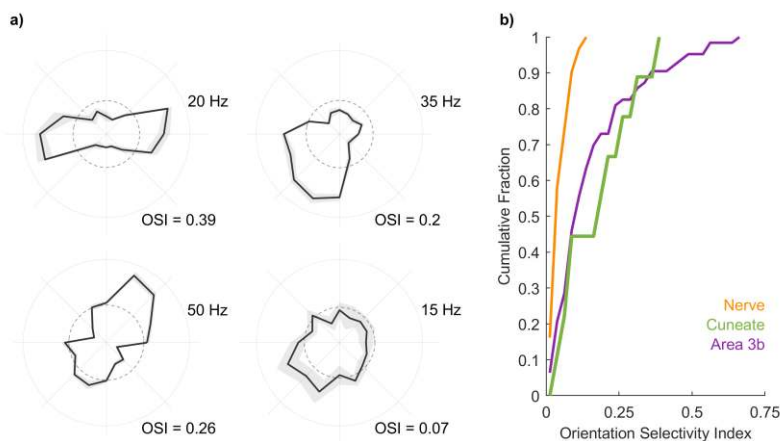 a)
20 Hz
OSI = 0.39
35 Hz
OSI = 0.2
50 Hz
OSI = 0.26
15 Hz
OSI = 0.07
b)
Cumulative Fraction
1
0.9
0.8
0.7
0.6
0.5
0.4
0.3
0.2
0.1
0
Nerve
Cuneate
Area 3b
0 0.25 0.5 0.75
Orientation Selectivity Index